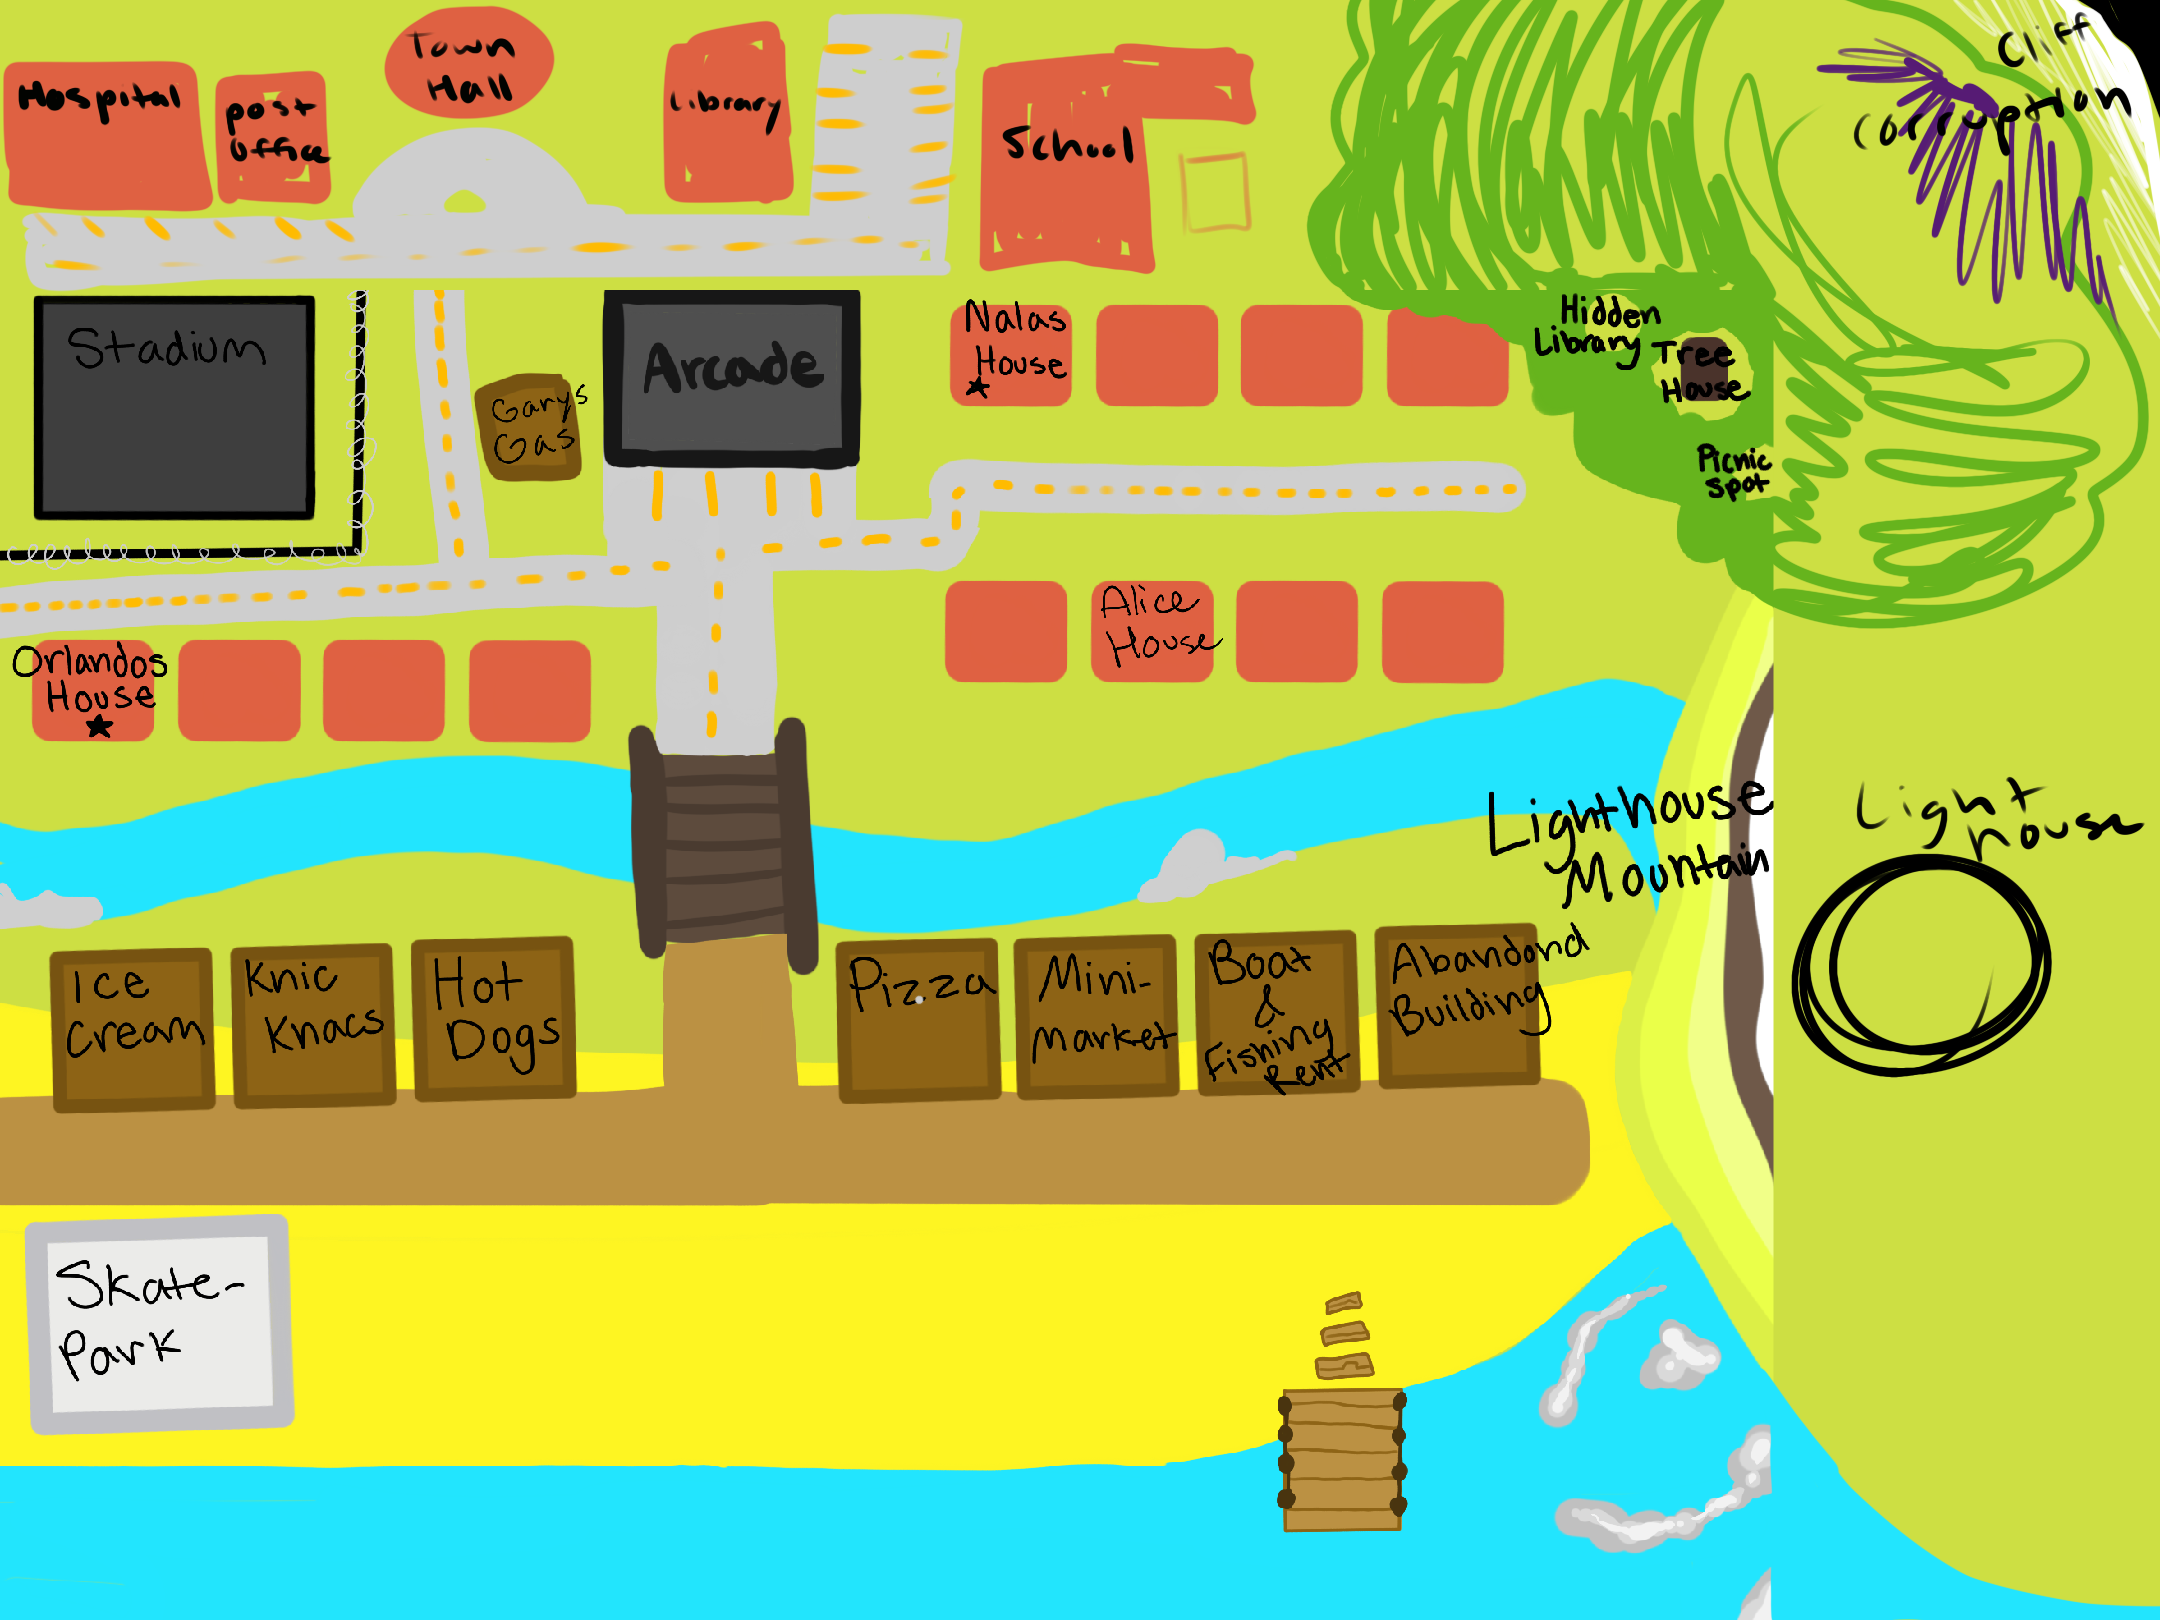 Town
Hall
Hospital
post
office
Library
School
Cliff
Corruption
Stadium
Garys
Gas
Arcade
Nalas
House
Hidden
Library
Tree
House
Picnic
Spot
Orlandos
House
Alice
House
Lighthouse
Mountain
Light
house
Ice
Cream
Knic
Knacs
Hot
Dogs
Pizza
Mini-
market
Boat
&
Fishing
Rent
Abandond
Building
Skate-
Park